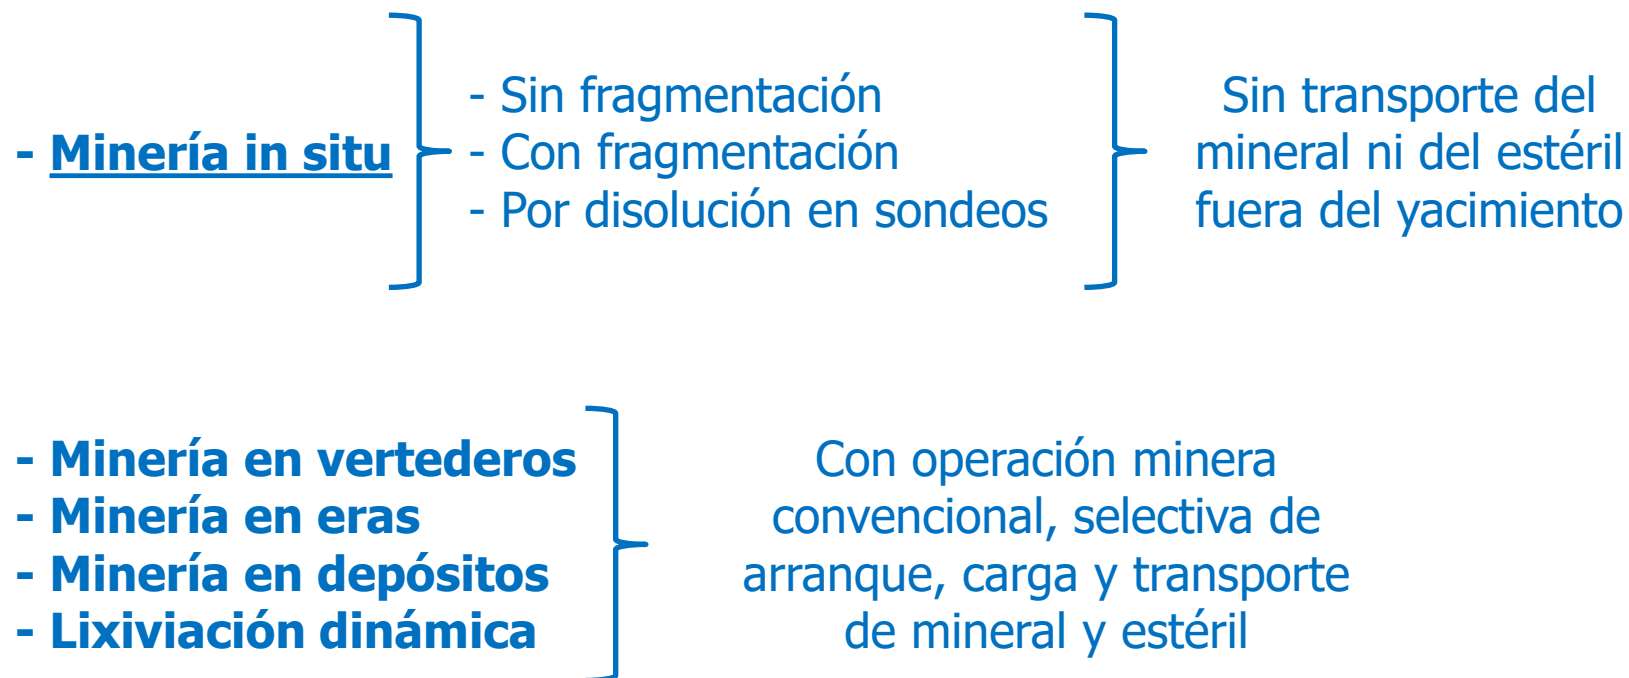 - Minería in situ
- Sin fragmentación
- Con fragmentación
- Por disolución en sondeos
Sin transporte del
mineral ni del estéril
fuera del yacimiento
- Minería en vertederos
- Minería en eras
- Minería en depósitos
- Lixiviación dinámica
Con operación minera
convencional, selectiva de
arranque, carga y transporte
de mineral y estéril